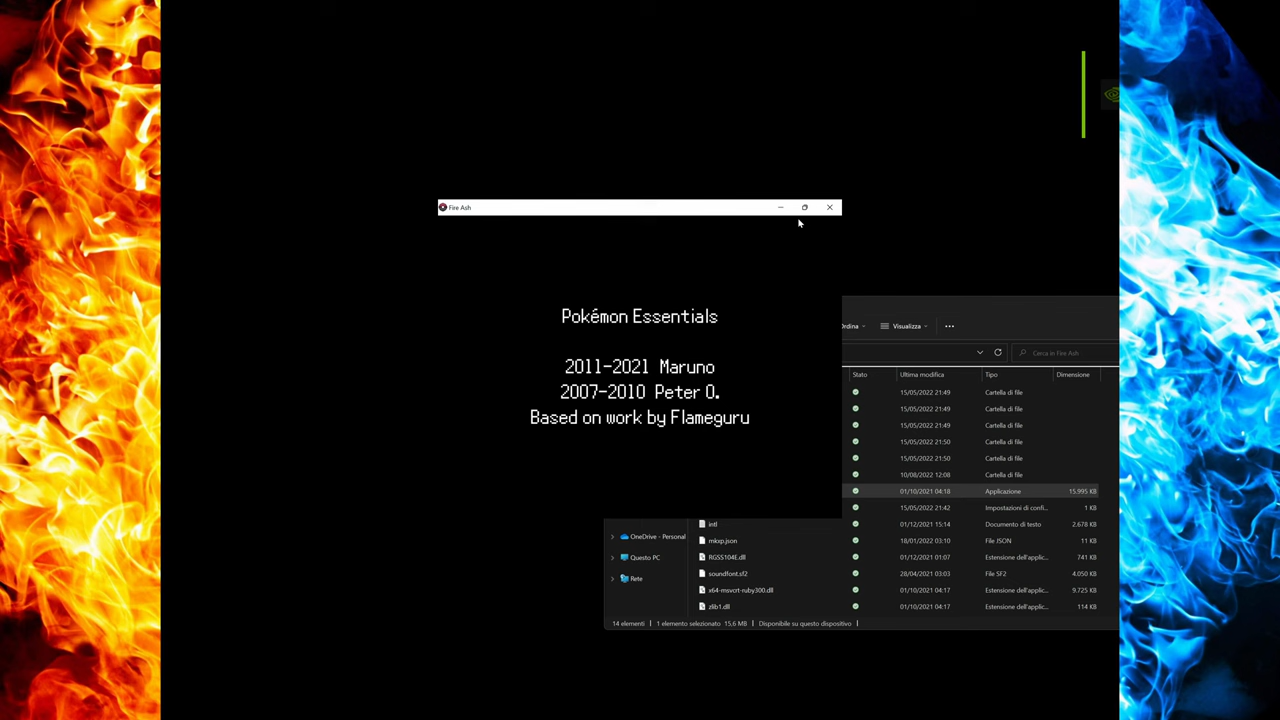 Fire Ash
Pokémon Essentials
2011-2021 Maruno
2007-2010 Peter O.
Based on work by Flameguru
Ordina
Visualizza
Cerca in Fire Ash
Stato Ultima modifica Tipo Dimensione
15/05/2022 21:49 Cartella di file
15/05/2022 21:49 Cartella di file
15/05/2022 21:49 Cartella di file
15/05/2022 21:50 Cartella di file
15/05/2022 21:50 Cartella di file
10/08/2022 12:08 Cartella di file
01/10/2021 04:18 Applicazione 15.995 KB
15/05/2022 21:42 Impostazioni di confi... 1 KB
intl 01/12/2021 15:14 Documento di testo 2.678 KB
mkxp.json 18/01/2022 03:10 File JSON 11 KB
RGSS104E.dll 01/12/2021 01:07 Estensione dell'applic... 741 KB
soundfont.sf2 28/04/2021 03:03 File SF2 4.050 KB
x64-msvcrt-ruby300.dll 01/10/2021 04:17 Estensione dell'applic... 9.725 KB
zlib1.dll 01/10/2021 04:17 Estensione dell'applic... 114 KB
OneDrive - Personal
Questo PC
Rete
14 elementi 1 elemento selezionato 15,6 MB Disponibile su questo dispositivo